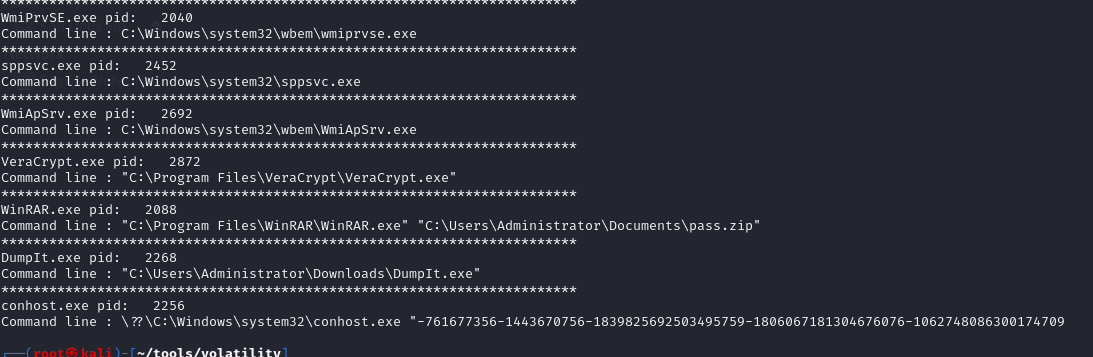 ************************************************************************
WmiPrvSE.exe pid:   2040
Command line : C:\Windows\system32\wbem\wmiprvse.exe
************************************************************************
sppsvc.exe pid:   2452
Command line : C:\Windows\system32\sppsvc.exe
************************************************************************
WmiApSrv.exe pid:   2692
Command line : C:\Windows\system32\wbem\WmiApSrv.exe
************************************************************************
VeraCrypt.exe pid:   2872
Command line : "C:\Program Files\VeraCrypt\VeraCrypt.exe"
************************************************************************
WinRAR.exe pid:   2088
Command line : "C:\Program Files\WinRAR\WinRAR.exe" "C:\Users\Administrator\Documents\pass.zip"
************************************************************************
DumpIt.exe pid:   2268
Command line : "C:\Users\Administrator\Downloads\DumpIt.exe"
************************************************************************
conhost.exe pid:   2256
Command line : \??\C:\Windows\system32\conhost.exe "-761677356-1443670756-1839825692503495759-1806067181304676076-1062748086300174709
┌──(root㉿kali)-[~/tools/volatility]